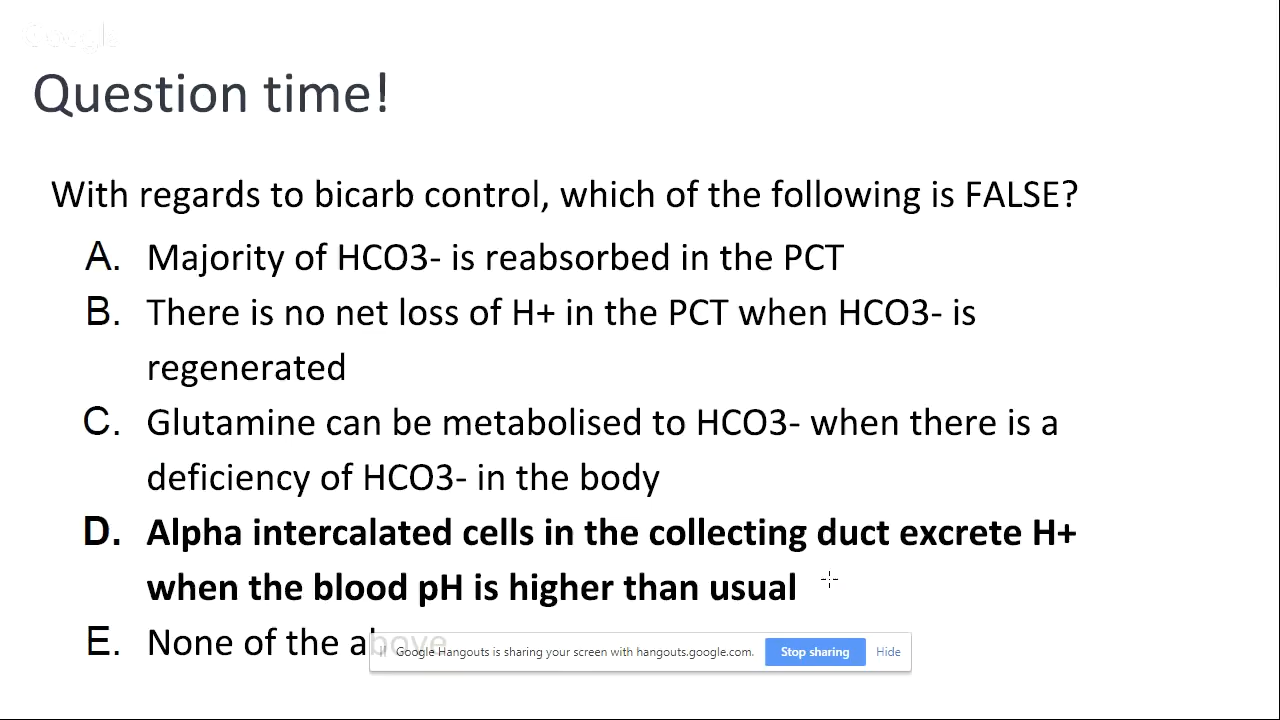 Google
Question time!
With regards to bicarb control, which of the following is FALSE?
A. Majority of HCO3- is reabsorbed in the PCT
B. There is no net loss of H+ in the PCT when HCO3- is
regenerated
C. Glutamine can be metabolised to HCO3- when there is a
deficiency of HCO3- in the body
D. Alpha intercalated cells in the collecting duct excrete H+
when the blood pH is higher than usual
E. None of the above
Google Hangouts is sharing your screen with hangouts.google.com. Stop sharing Hide